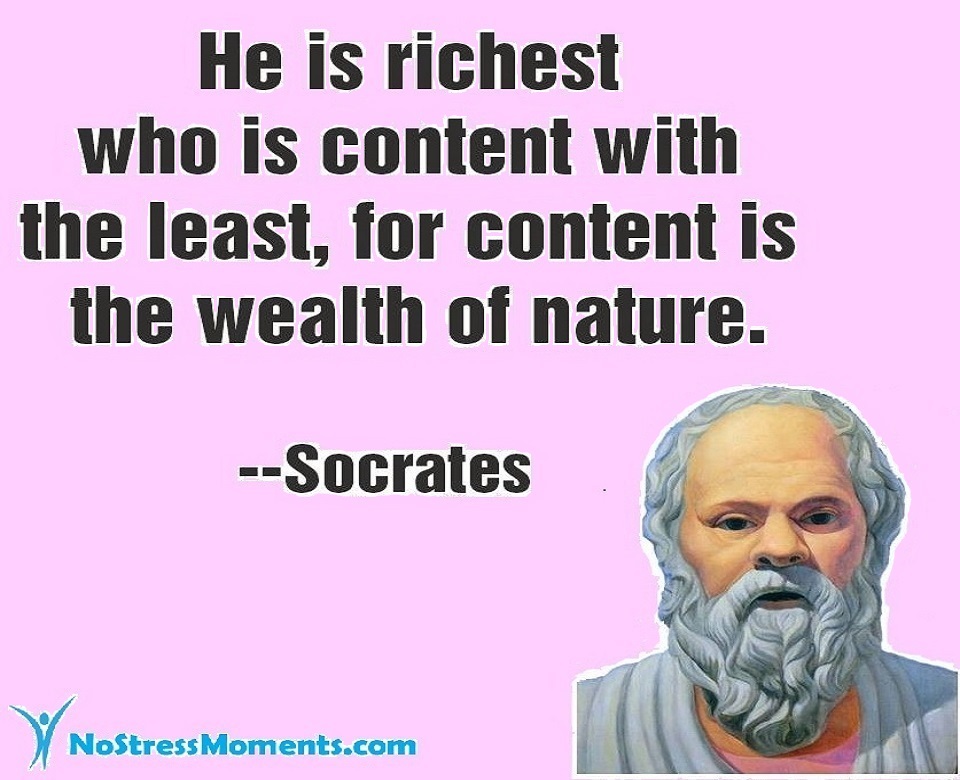 He is richest
who is content with
the least, for content is
the wealth of nature.
--Socrates
NoStressMoments.com